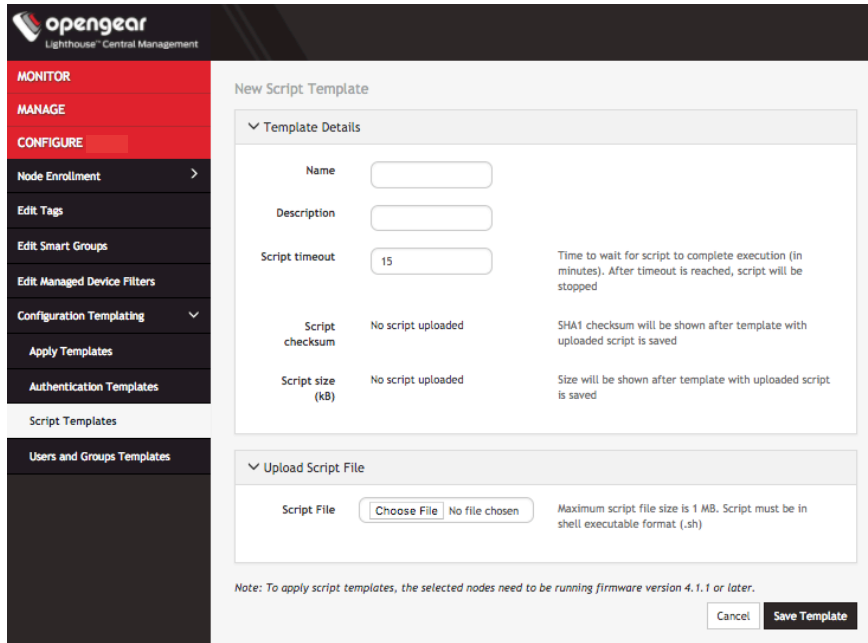 opengear
Lighthouse™ Central Management
MONITOR
MANAGE
CONFIGURE
Node Enrollment
Edit Tags
Edit Smart Groups
Edit Managed Device Filters
Configuration Templating
Apply Templates
Authentication Templates
Script Templates
Users and Groups Templates
New Script Template
Template Details
Name
Description
Script timeout
15
Time to wait for script to complete execution (in
minutes). After timeout is reached, script will be
stopped
Script
checksum
No script uploaded
SHA1 checksum will be shown after template with
uploaded script is saved
Script size
(kB)
No script uploaded
Size will be shown after template with uploaded script
is saved
Upload Script File
Script File
Choose File No file chosen
Maximum script file size is 1 MB. Script must be in
shell executable format (.sh)
Note: To apply script templates, the selected nodes need to be running firmware version 4.1.1 or later.
Cancel
Save Template